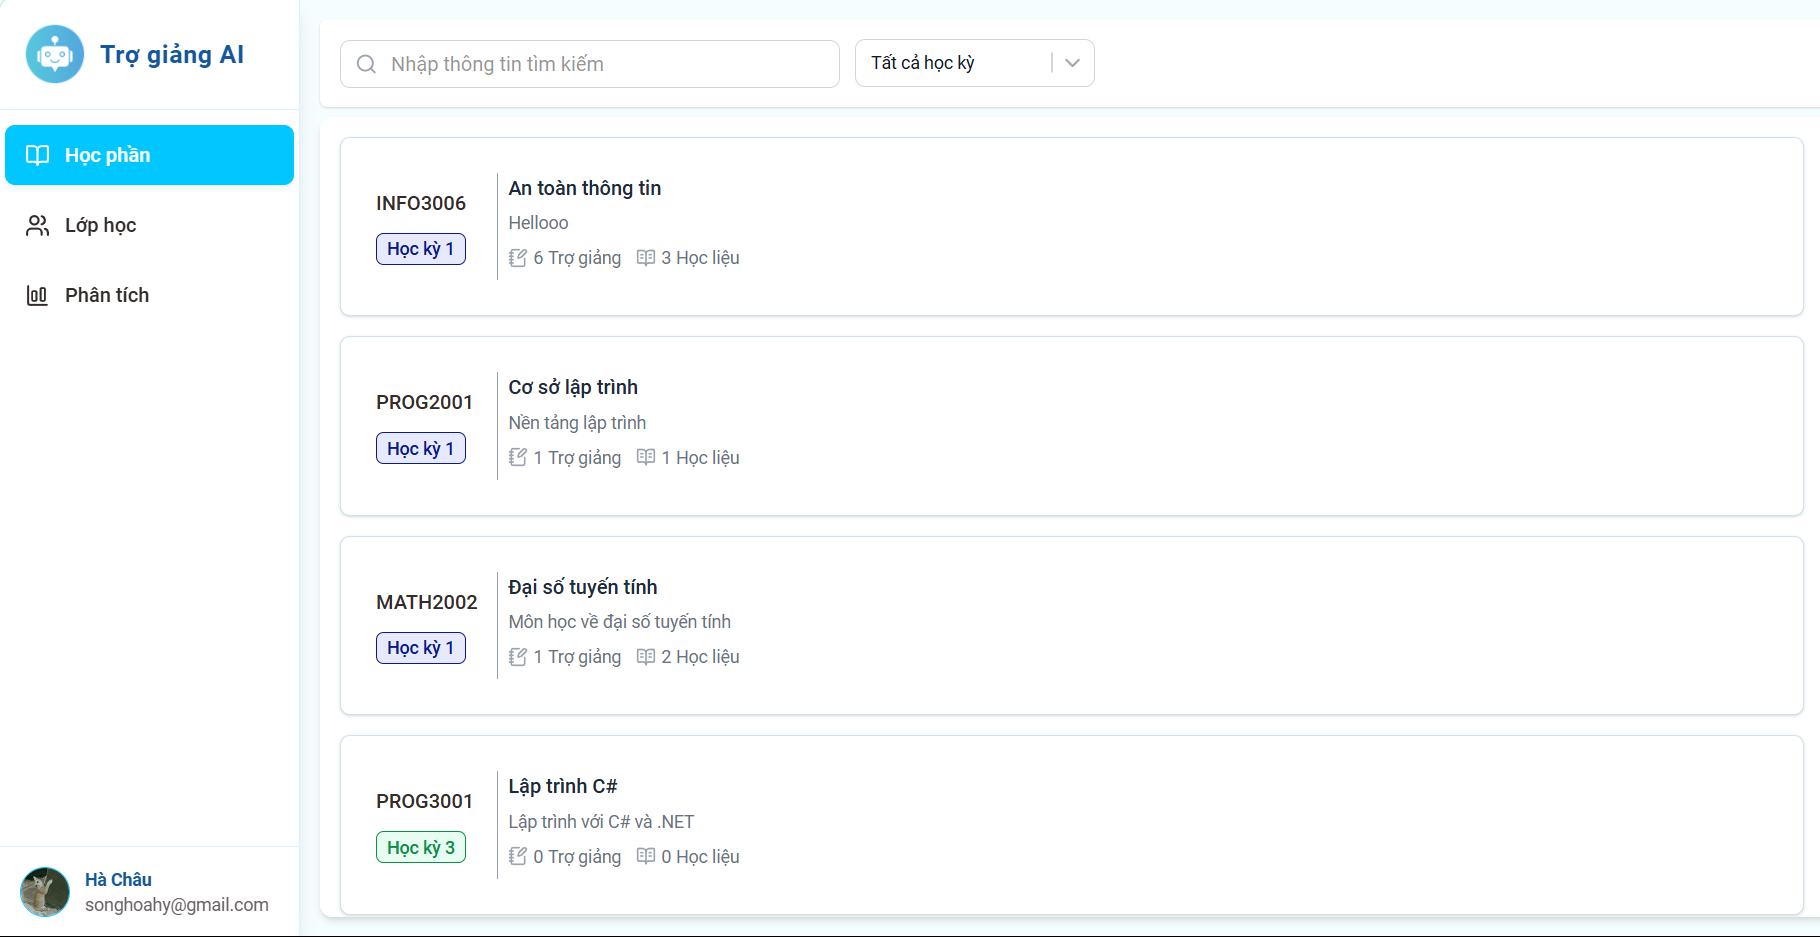 Trợ giảng AI
Học phần
Lớp học
Phân tích
Hà Châu
songhoahy@gmail.com
Nhập thông tin tìm kiếm
Tất cả học kỳ
INFO3006
Học kỳ 1
An toàn thông tin
Hellooo
6 Trợ giảng 3 Học liệu
PROG2001
Học kỳ 1
Cơ sở lập trình
Nền tảng lập trình
1 Trợ giảng 1 Học liệu
MATH2002
Học kỳ 1
Đại số tuyến tính
Môn học về đại số tuyến tính
1 Trợ giảng 2 Học liệu
PROG3001
Học kỳ 3
Lập trình C#
Lập trình với C# và .NET
0 Trợ giảng 0 Học liệu